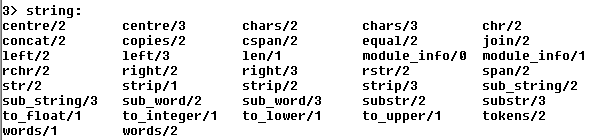 3> string:
centre/2 centre/3 chars/2 chars/3 chr/2
concat/2 copies/2 cspan/2 equal/2 join/2
left/2 left/3 len/1 module_info/0 module_info/1
rchr/2 right/2 right/3 rstr/2 span/2
str/2 strip/1 strip/2 strip/3 sub_string/2
sub_string/3 sub_word/2 sub_word/3 substr/2 substr/3
to_float/1 to_integer/1 to_lower/1 to_upper/1 tokens/2
words/1 words/2